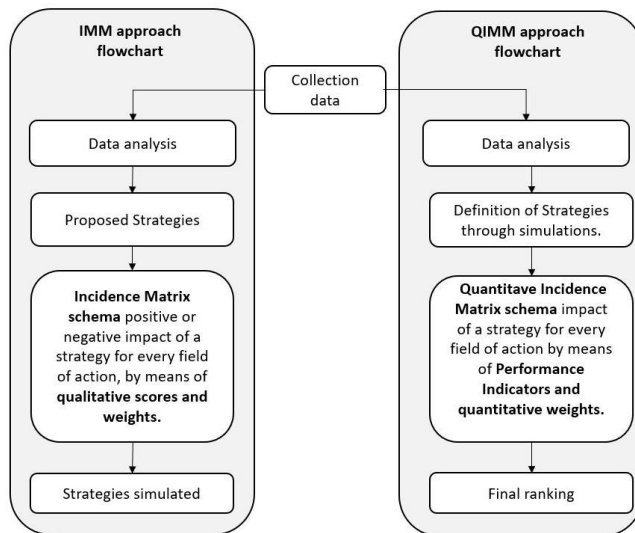 IMM approach
flowchart
QIMM approach
flowchart
Collection
data
Data analysis
Proposed Strategies
Incidence Matrix
schema positive or
negative impact of a
strategy for every field
of action, by means of
qualitative scores and
weights.
Strategies simulated
Data analysis
Definition of Strategies
through simulations.
Quantitave Incidence
Matrix schema impact
of a strategy for every
field of action by means
of Performance
Indicators and
quantitative weights.
Final ranking